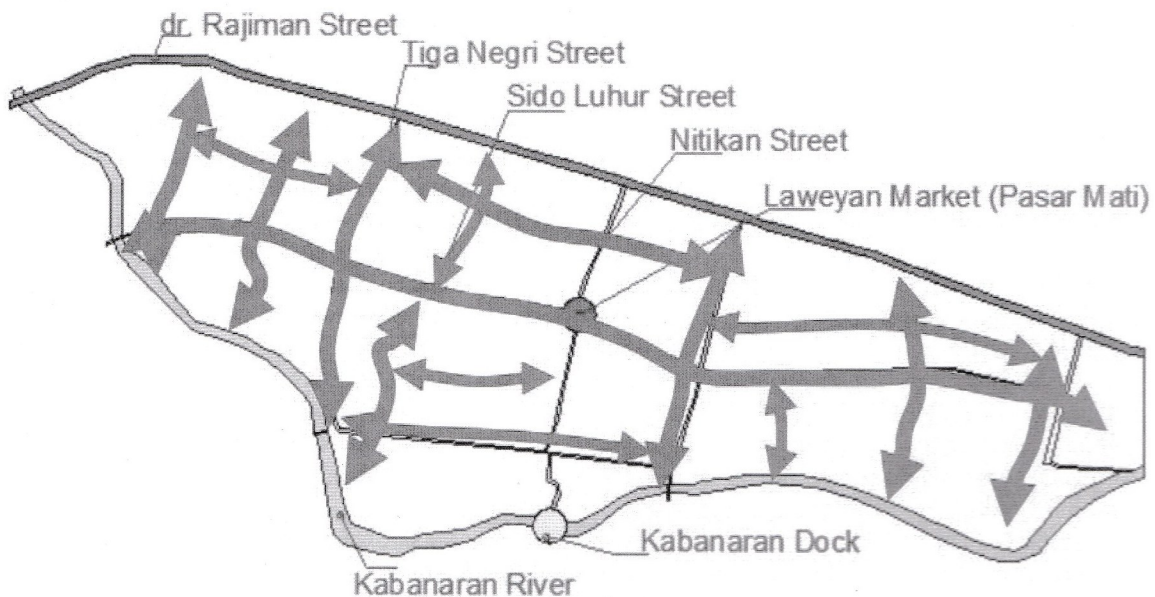 dr. Rajiman Street
Tiga Negri Street
Sido Luhur Street
Nitikan Street
Laweyan Market (Pasar Mati)
Kabanaran Dock
Kabanaran River